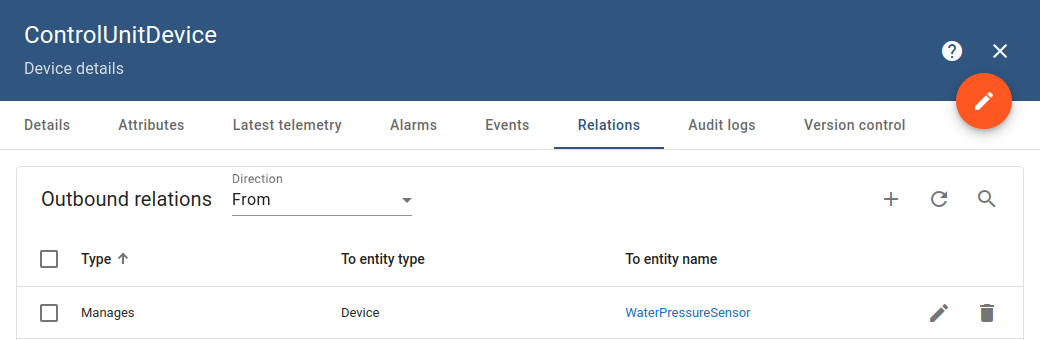 ControlUnitDevice
Device details
Details Attributes Latest telemetry Alarms Events Relations Audit logs Version control
Direction
Outbound relations From
Type To entity type To entity name
Manages Device WaterPressureSensor